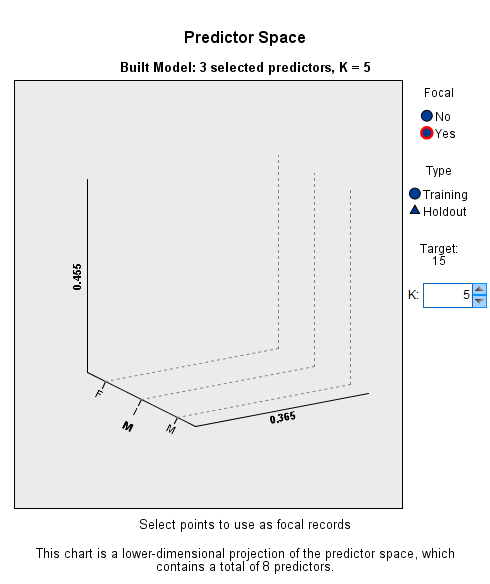 Predictor Space
Built Model: 3 selected predictors, K = 5
Focal
No
Yes
Type
Training
Holdout
Target:
15
K: 5
0.455
F
M
M
0.365
Select points to use as focal records
This chart is a lower-dimensional projection of the predictor space, which
contains a total of 8 predictors.